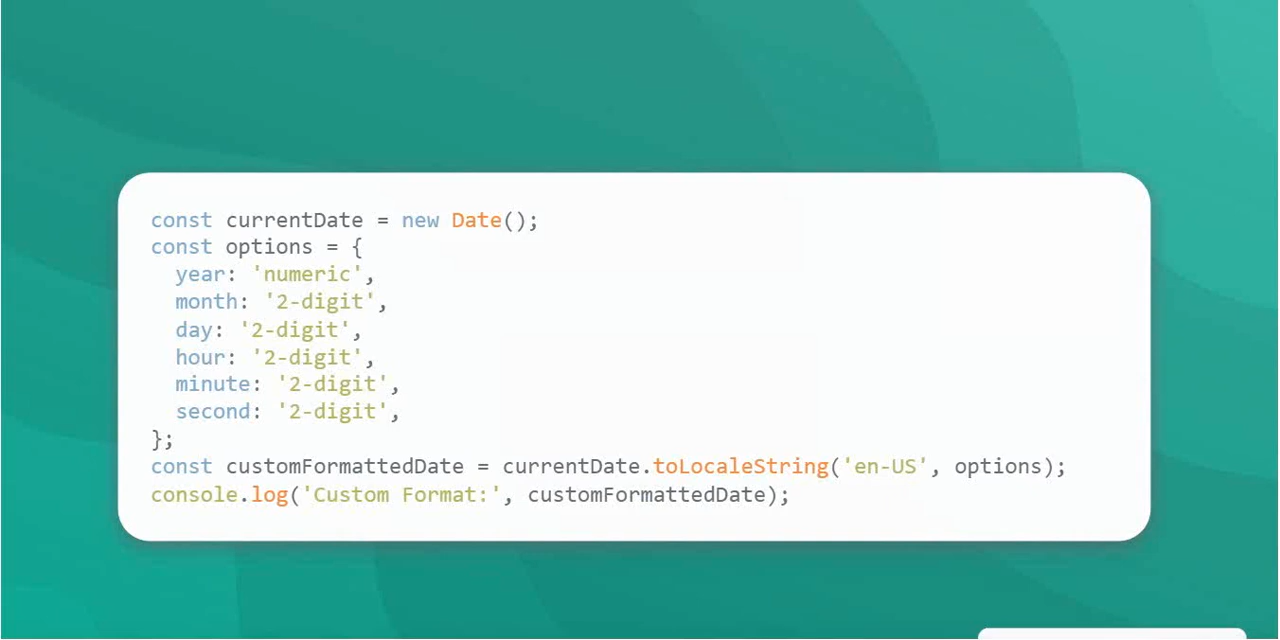 const currentDate = new Date();
const options = {
  year: 'numeric',
  month: '2-digit',
  day: '2-digit',
  hour: '2-digit',
  minute: '2-digit',
  second: '2-digit',
};
const customFormattedDate = currentDate.toLocaleString('en-US', options);
console.log('Custom Format:', customFormattedDate);